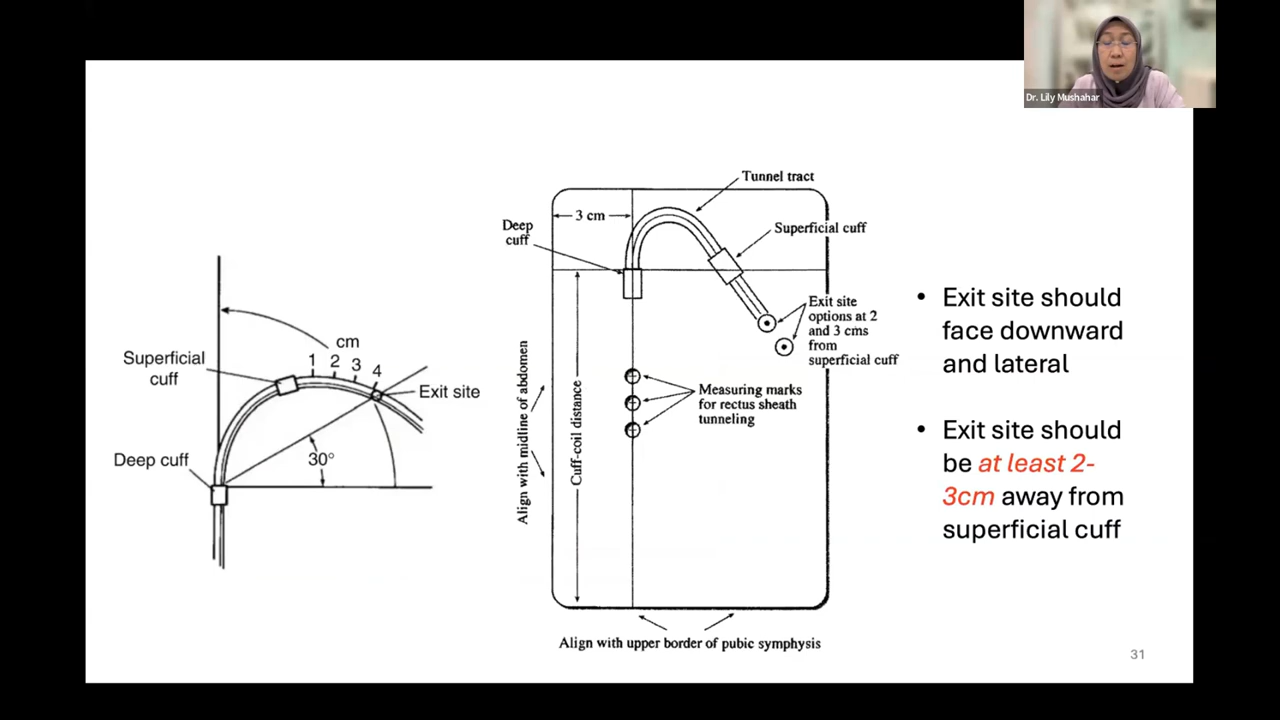 Dr. Lily Mushahar
cm
1 2 3 4
Superficial
cuff
Exit site
Deep cuff
30°
Tunnel tract
3 cm
Deep
cuff
Superficial cuff
Exit site
options at 2
and 3 cms
from
superficial cuff
Measuring marks
for rectus sheath
tunneling
Align with midline of abdomen
Cuff-coil distance
Align with upper border of pubic symphysis
• Exit site should
face downward
and lateral
• Exit site should
be at least 2-
3cm away from
superficial cuff
31